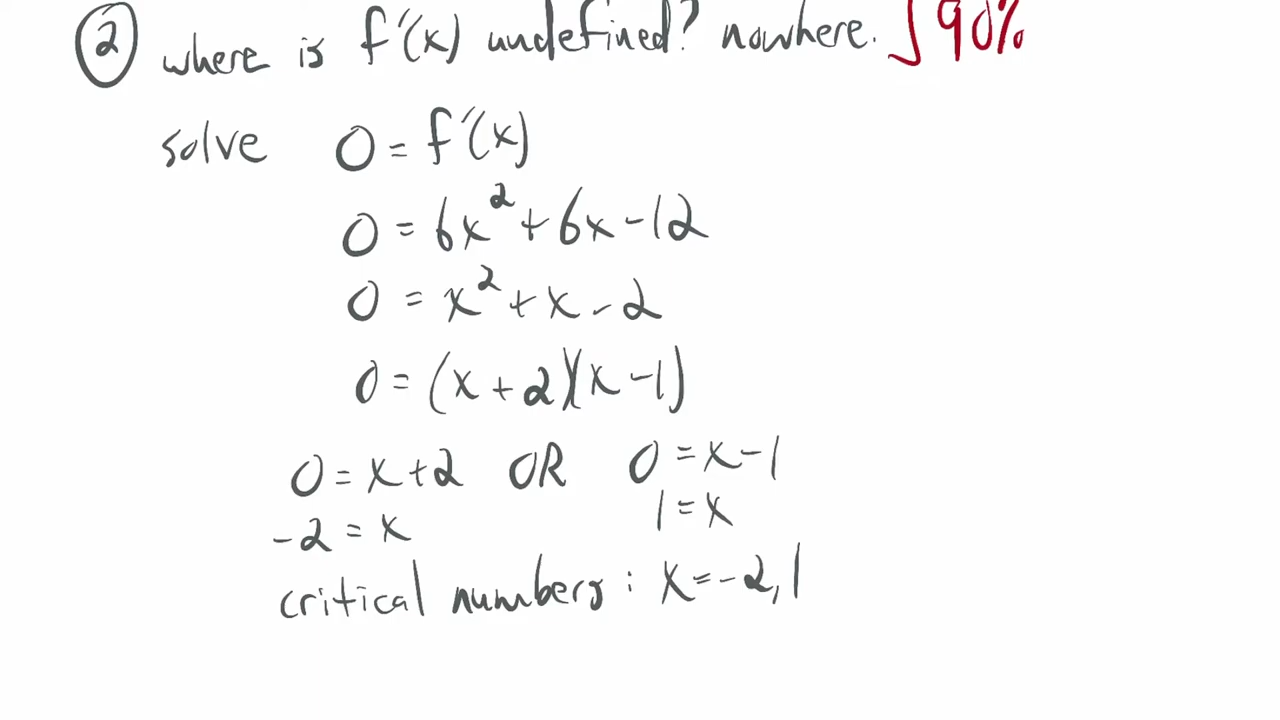 ② where is f'(x) undefined? nowhere. ∫ 90%
solve 0 = f'(x)
0 = 6x² + 6x - 12
0 = x² + x - 2
0 = (x + 2)(x - 1)
0 = x + 2 OR 0 = x - 1
-2 = x 1 = x
critical numbers : x = -2, 1